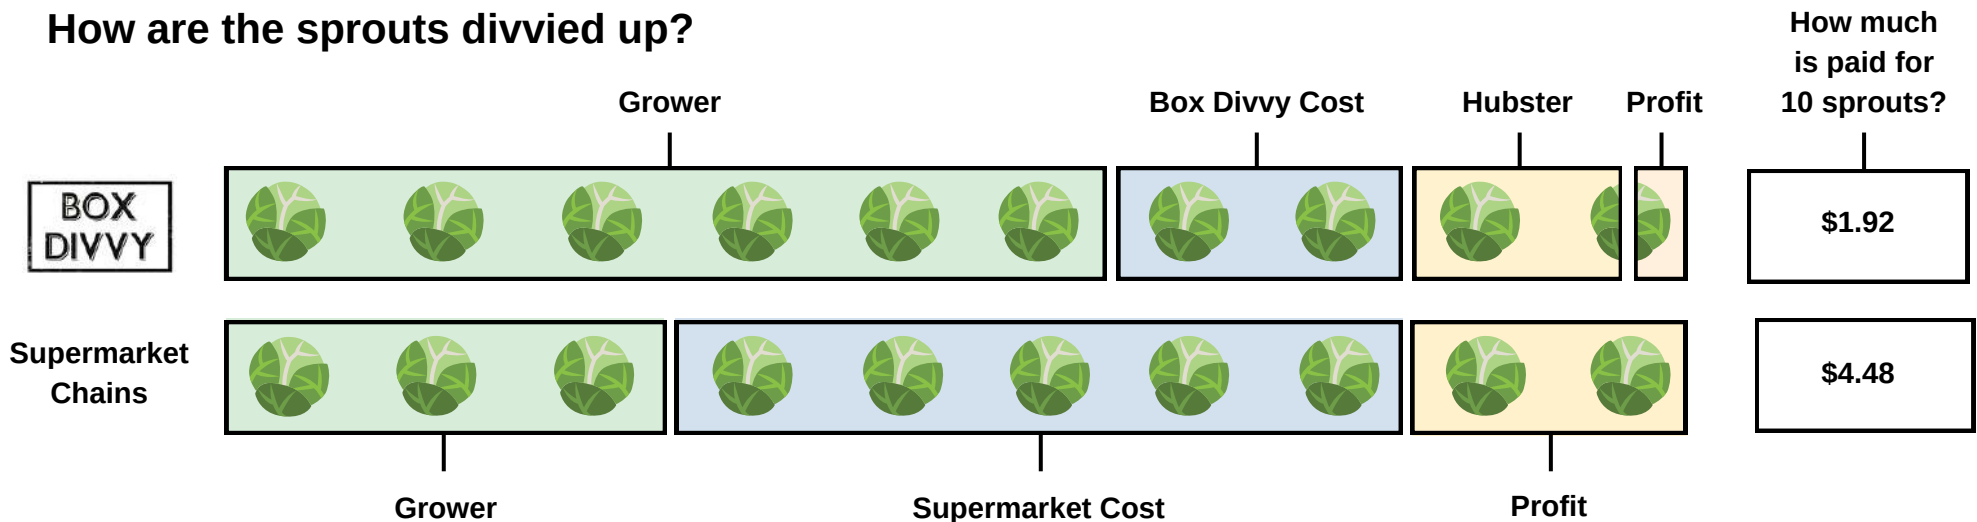 How are the sprouts divvied up?
How much
is paid for
10 sprouts?
Grower
Box Divvy Cost
Hubster
Profit
BOX
DIVVY
$1.92
Supermarket
Chains
$4.48
Grower
Supermarket Cost
Profit